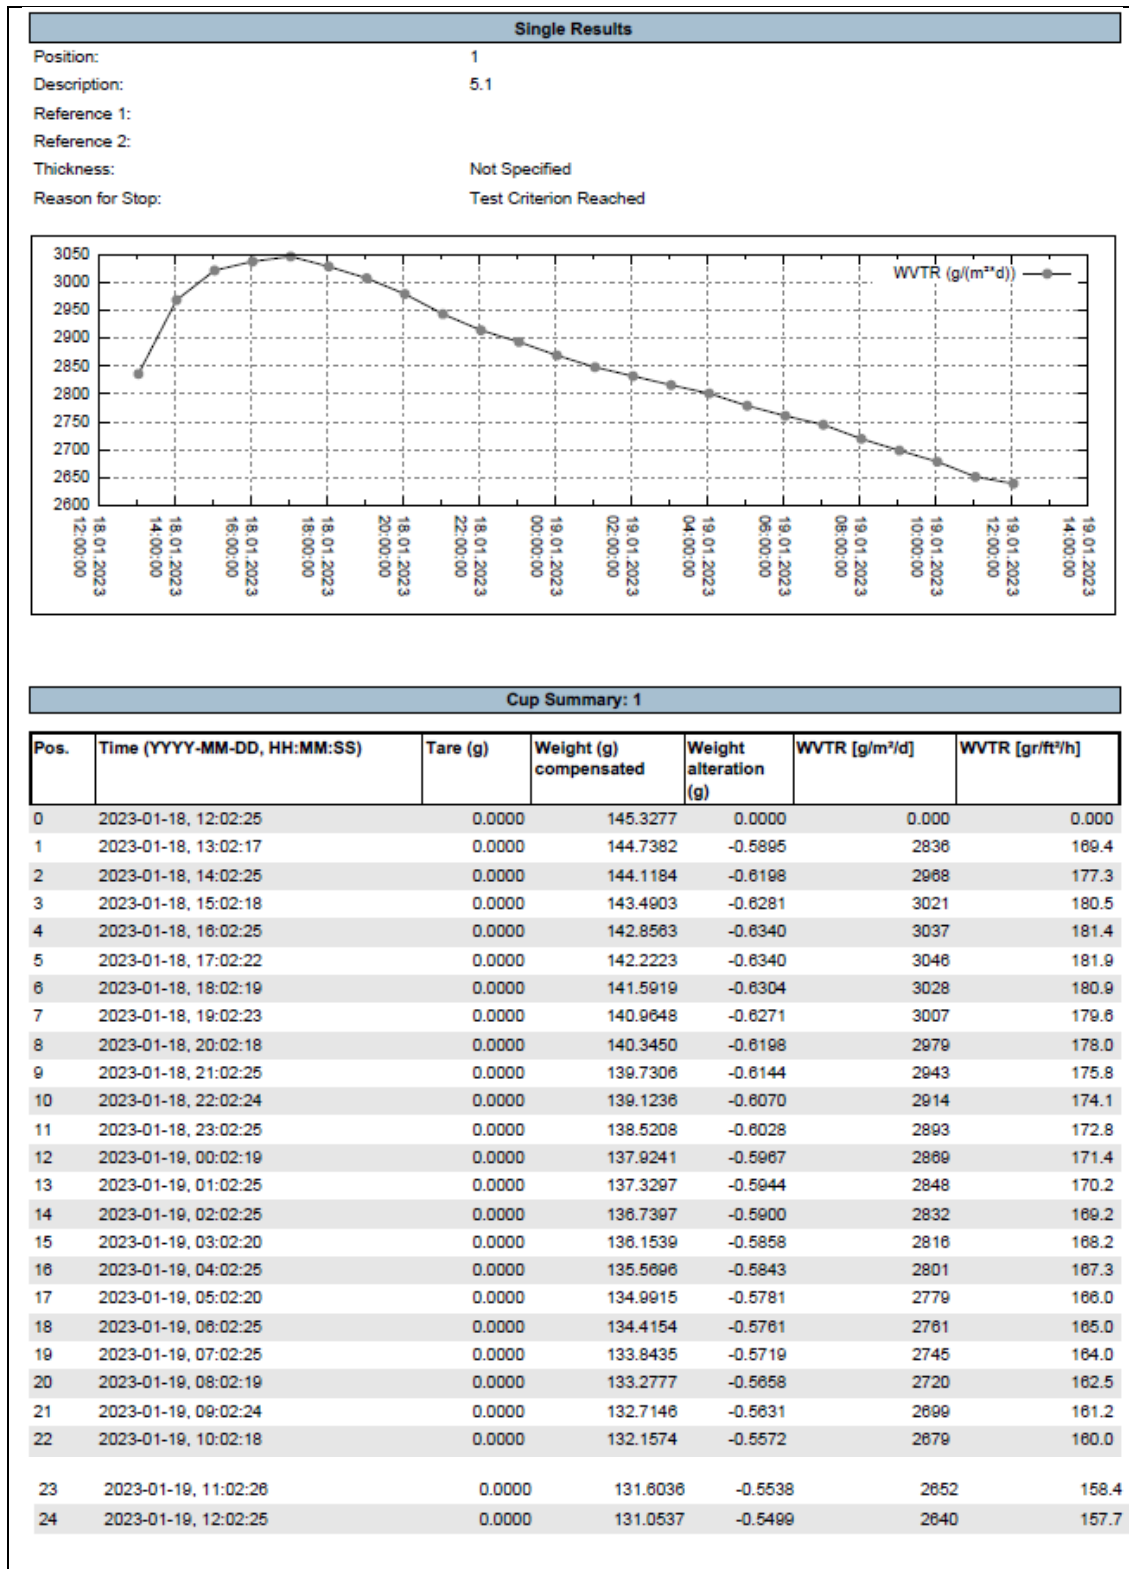 Single Results
Position: 1
Description: 5.1
Reference 1:
Reference 2:
Thickness: Not Specified
Reason for Stop: Test Criterion Reached
WVTR (g/(m²*d))
3050
3000
2950
2900
2850
2800
2750
2700
2650
2600
18.01.2023 12:00:00
18.01.2023 14:00:00
18.01.2023 16:00:00
18.01.2023 18:00:00
18.01.2023 20:00:00
18.01.2023 22:00:00
19.01.2023 00:00:00
19.01.2023 02:00:00
19.01.2023 04:00:00
19.01.2023 06:00:00
19.01.2023 08:00:00
19.01.2023 10:00:00
19.01.2023 12:00:00
19.01.2023 14:00:00
Cup Summary: 1
Pos. Time (YYYY-MM-DD, HH:MM:SS) Tare (g) Weight (g) compensated Weight alteration (g) WVTR [g/m²/d] WVTR [gr/ft²/h]
0 2023-01-18, 12:02:25 0.0000 145.3277 0.0000 0.000 0.000
1 2023-01-18, 13:02:17 0.0000 144.7382 -0.5895 2836 169.4
2 2023-01-18, 14:02:25 0.0000 144.1184 -0.6198 2968 177.3
3 2023-01-18, 15:02:18 0.0000 143.4903 -0.6281 3021 180.5
4 2023-01-18, 16:02:25 0.0000 142.8563 -0.6340 3037 181.4
5 2023-01-18, 17:02:22 0.0000 142.2223 -0.6340 3046 181.9
6 2023-01-18, 18:02:19 0.0000 141.5919 -0.6304 3028 180.9
7 2023-01-18, 19:02:23 0.0000 140.9648 -0.6271 3007 179.6
8 2023-01-18, 20:02:18 0.0000 140.3450 -0.6198 2979 178.0
9 2023-01-18, 21:02:25 0.0000 139.7306 -0.6144 2943 175.8
10 2023-01-18, 22:02:24 0.0000 139.1236 -0.6070 2914 174.1
11 2023-01-18, 23:02:25 0.0000 138.5208 -0.6028 2893 172.8
12 2023-01-19, 00:02:19 0.0000 137.9241 -0.5967 2869 171.4
13 2023-01-19, 01:02:25 0.0000 137.3297 -0.5944 2848 170.2
14 2023-01-19, 02:02:25 0.0000 136.7397 -0.5900 2832 169.2
15 2023-01-19, 03:02:20 0.0000 136.1539 -0.5858 2816 168.2
16 2023-01-19, 04:02:25 0.0000 135.5696 -0.5843 2801 167.3
17 2023-01-19, 05:02:20 0.0000 134.9915 -0.5781 2779 166.0
18 2023-01-19, 06:02:25 0.0000 134.4154 -0.5761 2761 165.0
19 2023-01-19, 07:02:25 0.0000 133.8435 -0.5719 2745 164.0
20 2023-01-19, 08:02:19 0.0000 133.2777 -0.5658 2720 162.5
21 2023-01-19, 09:02:24 0.0000 132.7146 -0.5631 2699 161.2
22 2023-01-19, 10:02:18 0.0000 132.1574 -0.5572 2679 160.0
23 2023-01-19, 11:02:26 0.0000 131.6036 -0.5538 2652 158.4
24 2023-01-19, 12:02:25 0.0000 131.0537 -0.5499 2640 157.7